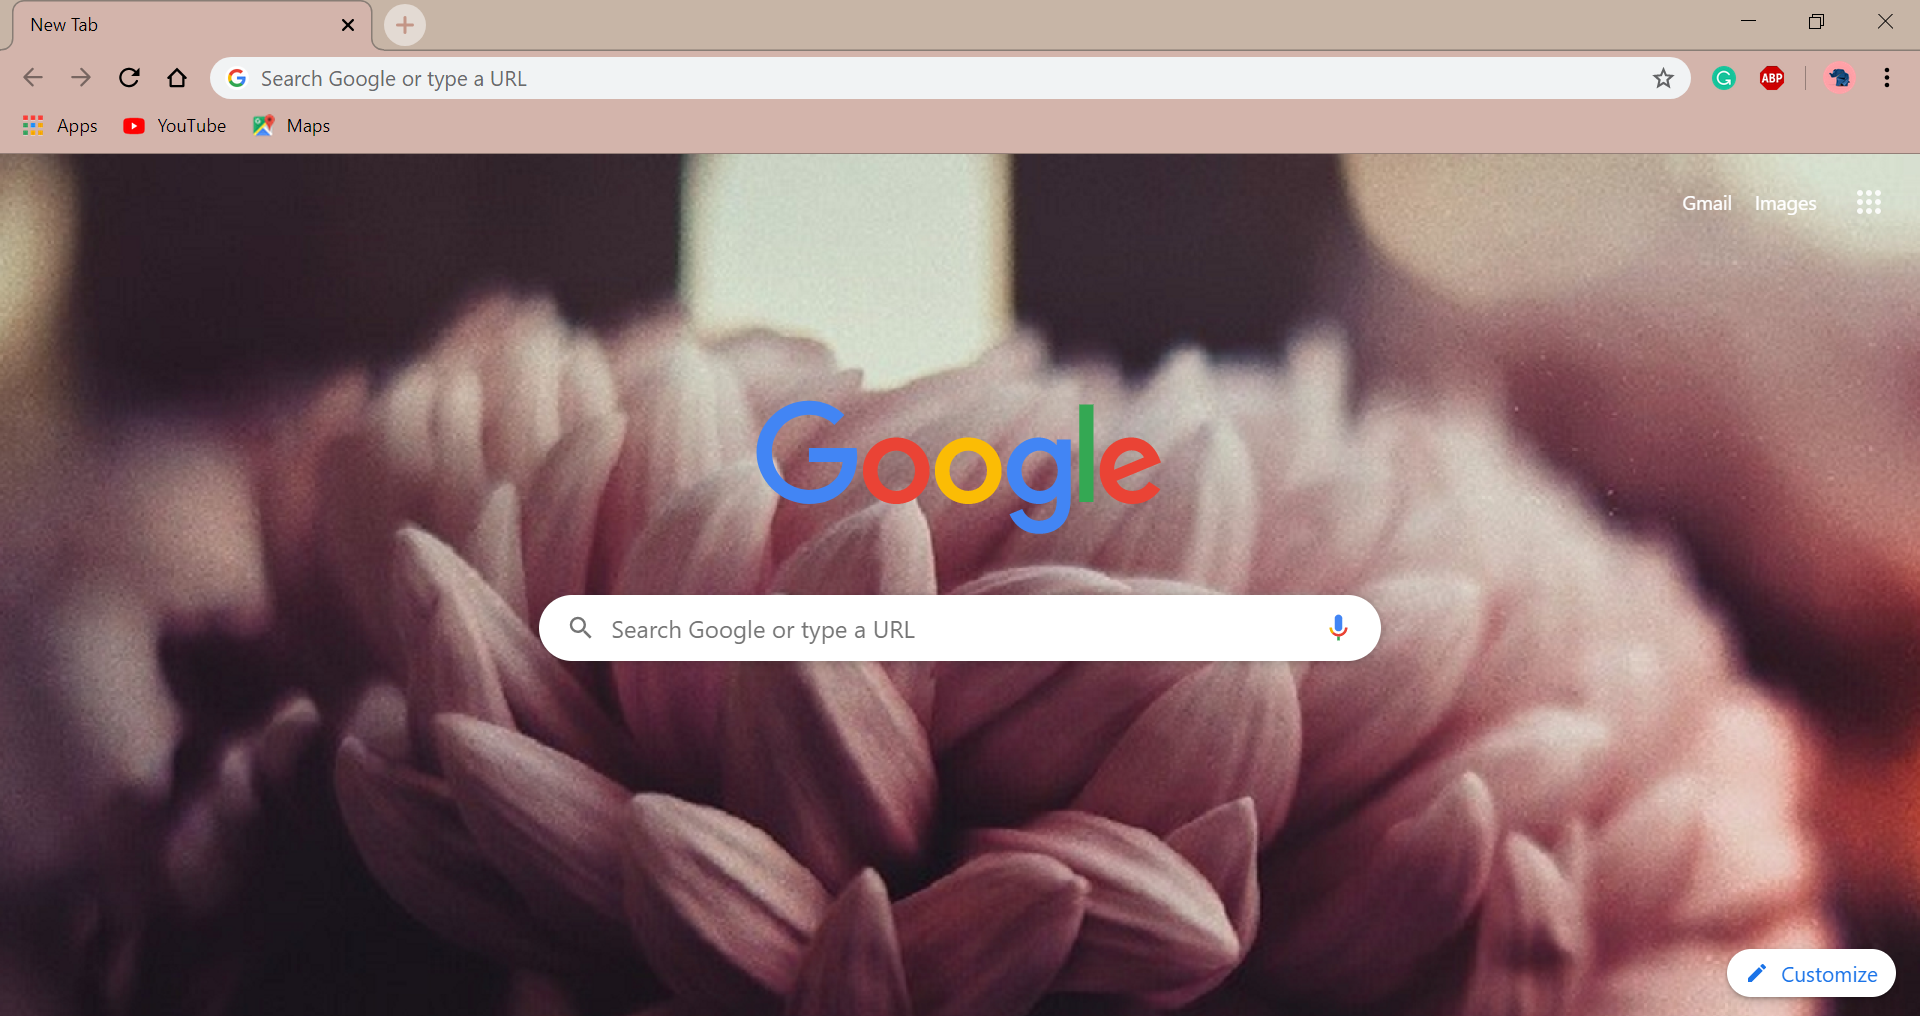 New Tab
Search Google or type a URL
ABP
Apps YouTube Maps
Gmail Images
Google
Search Google or type a URL
Customize